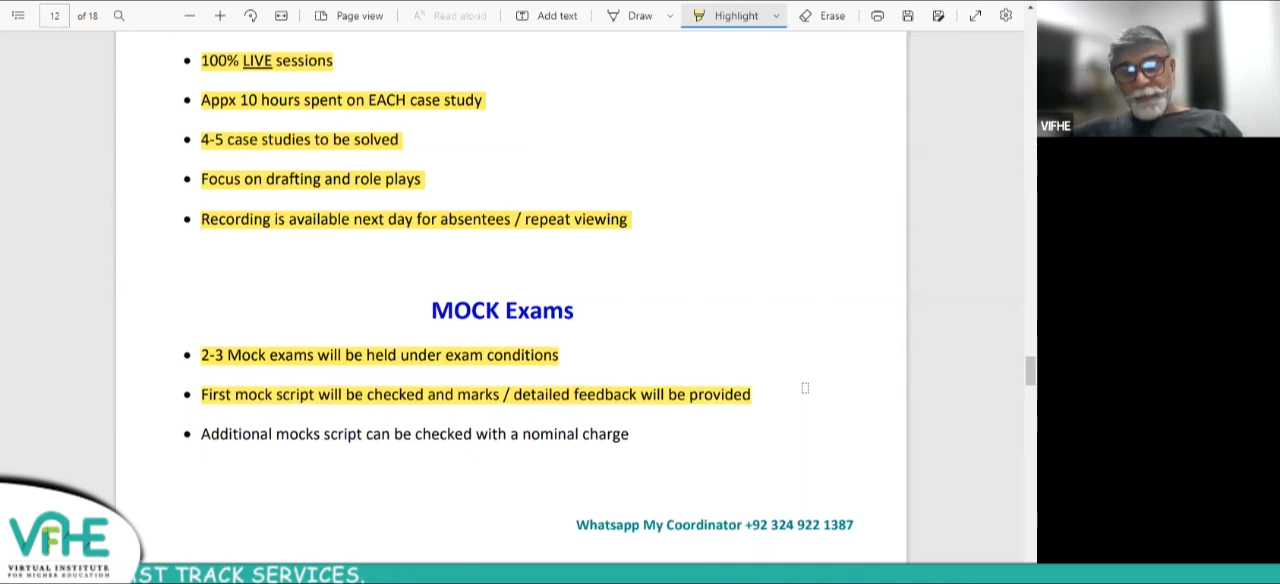 12 of 18
Page view
Read aloud
Add text
Draw
Highlight
Erase
100% LIVE sessions
Appx 10 hours spent on EACH case study
4-5 case studies to be solved
Focus on drafting and role plays
Recording is available next day for absentees / repeat viewing
VIFHE
MOCK Exams
2-3 Mock exams will be held under exam conditions
First mock script will be checked and marks / detailed feedback will be provided
Additional mocks script can be checked with a nominal charge
Whatsapp My Coordinator +92 324 922 1387
VIFHE
VIRTUAL INSTITUTE
FOR HIGHER EDUCATION
ST TRACK SERVICES.